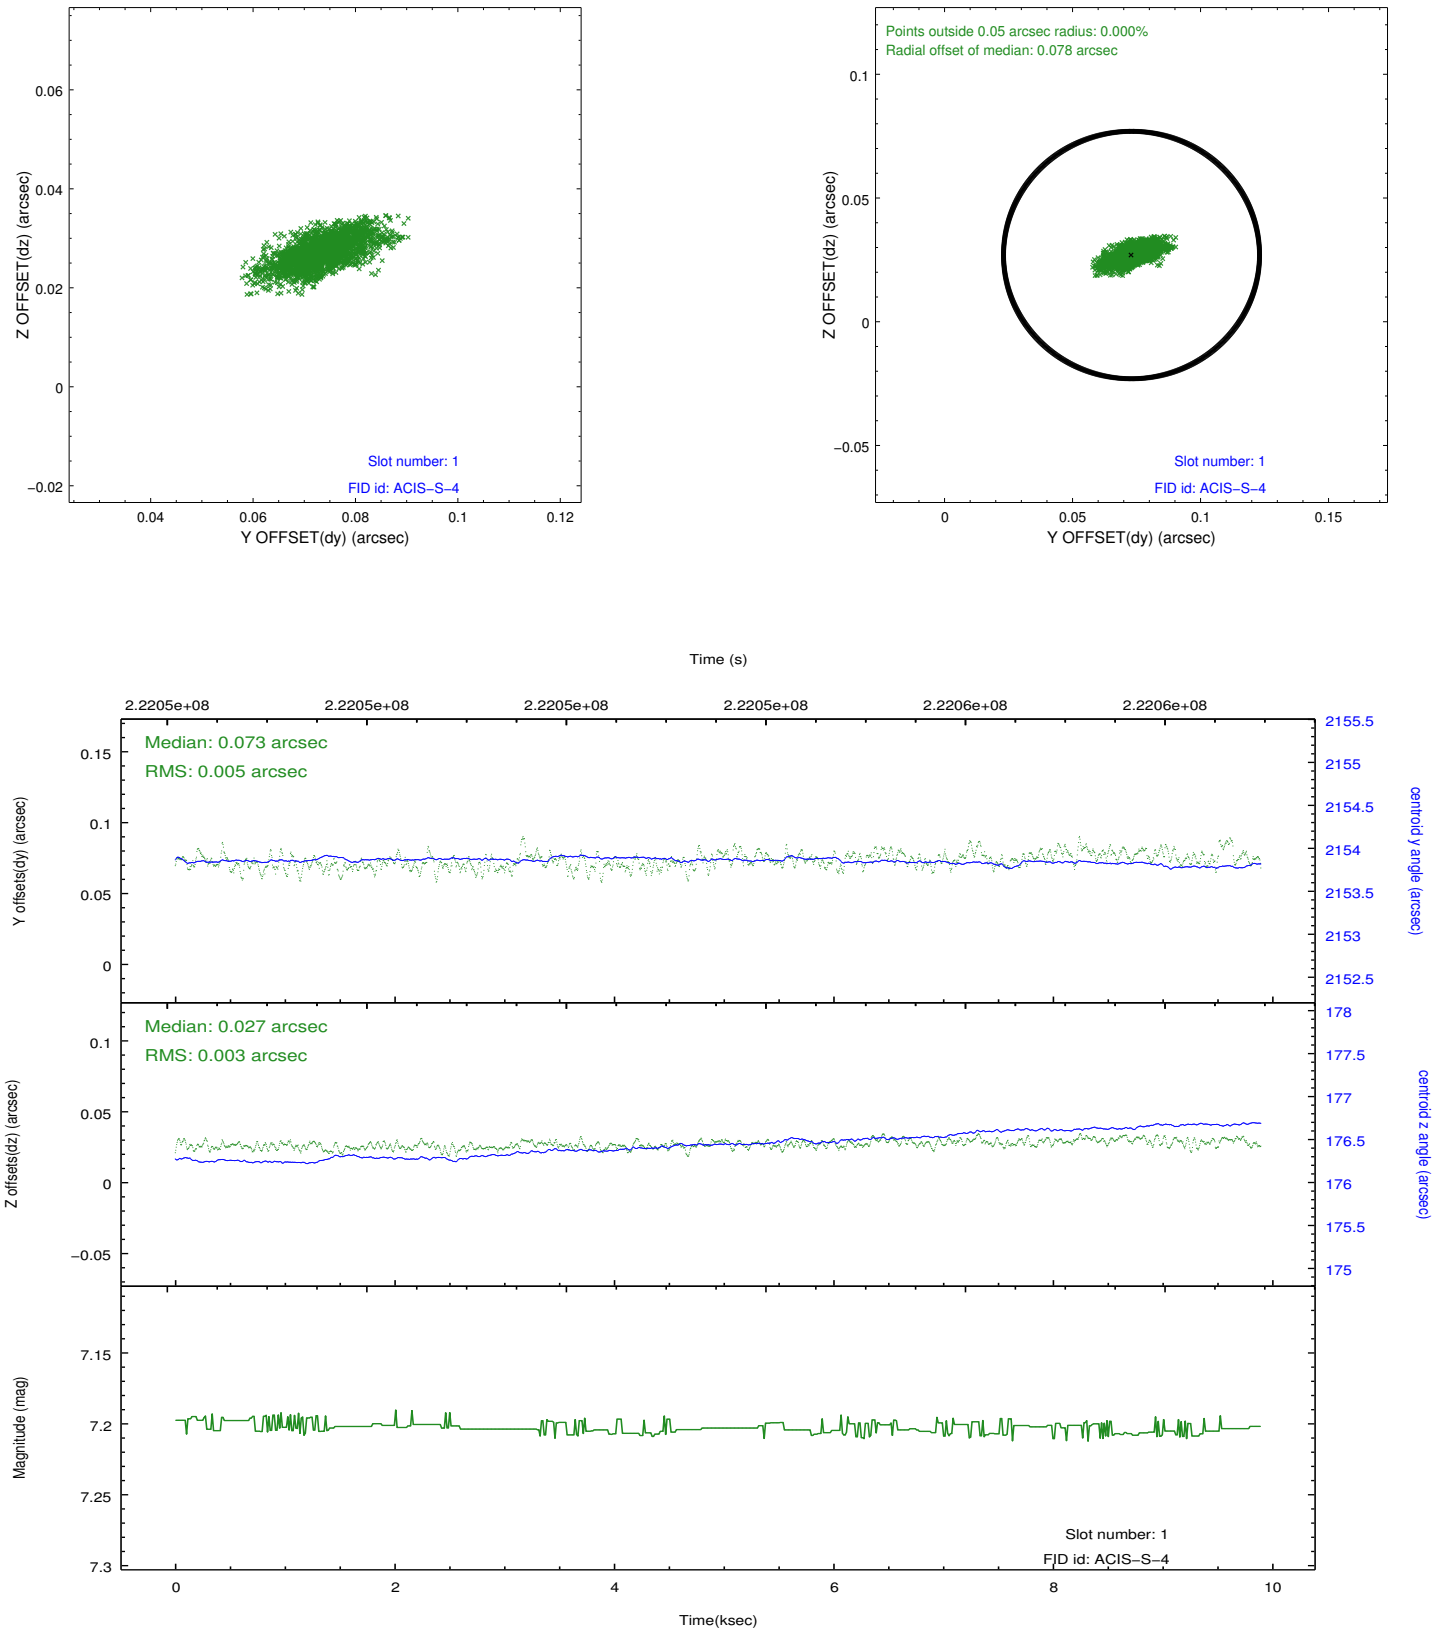 0.06
0.04
0.02
0
−0.02
Z OFFSET(dz) (arcsec)
Slot number: 1
FID id: ACIS−S−4
0.04 0.06 0.08 0.1 0.12
Y OFFSET(dy) (arcsec)
Points outside 0.05 arcsec radius: 0.000%
Radial offset of median: 0.078 arcsec
0.1
0.05
0
−0.05
Z OFFSET(dz) (arcsec)
Slot number: 1
FID id: ACIS−S−4
0 0.05 0.1 0.15
Y OFFSET(dy) (arcsec)
Time (s)
2.2205e+08 2.2205e+08 2.2205e+08 2.2205e+08 2.2206e+08 2.2206e+08
Median: 0.073 arcsec
RMS: 0.005 arcsec
0.15
0.1
0.05
0
Y offsets(dy) (arcsec)
2155.5
2155
2154.5
2154
2153.5
2153
2152.5
centroid y angle (arcsec)
Median: 0.027 arcsec
RMS: 0.003 arcsec
0.1
0.05
0
−0.05
Z offsets(dz) (arcsec)
178
177.5
177
176.5
176
175.5
175
centroid z angle (arcsec)
7.15
7.2
7.25
7.3
Magnitude (mag)
Slot number: 1
FID id: ACIS−S−4
0 2 4 6 8 10
Time(ksec)